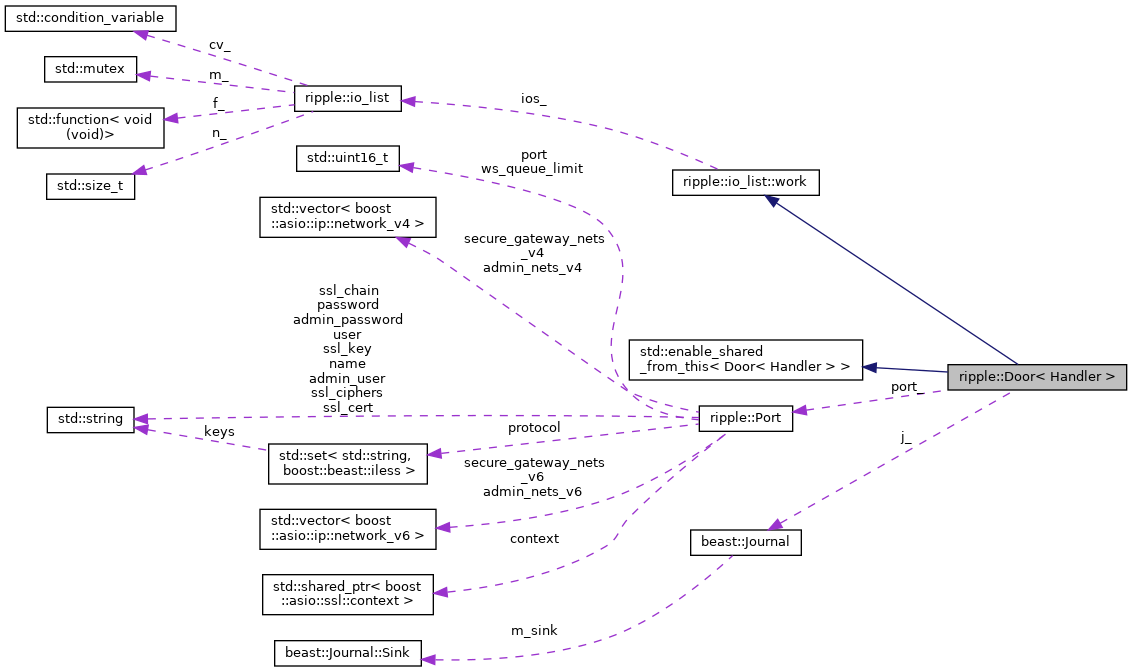 std::condition_variable
cv_
std::mutex
m_
ripple::io_list
f_
std::function< void
(void)>
n_
std::size_t
ios_
std::uint16_t
port
ws_queue_limit
ripple::io_list::work
std::vector< boost
::asio::ip::network_v4 >
secure_gateway_nets
_v4
admin_nets_v4
ssl_chain
password
admin_password
user
ssl_key
name
admin_user
ssl_ciphers
ssl_cert
std::enable_shared
_from_this< Door< Handler > >
ripple::Door< Handler >
port_
std::string
keys
ripple::Port
protocol
j_
std::set< std::string,
boost::beast::iless >
secure_gateway_nets
_v6
admin_nets_v6
std::vector< boost
::asio::ip::network_v6 >
context
beast::Journal
std::shared_ptr< boost
::asio::ssl::context >
m_sink
beast::Journal::Sink